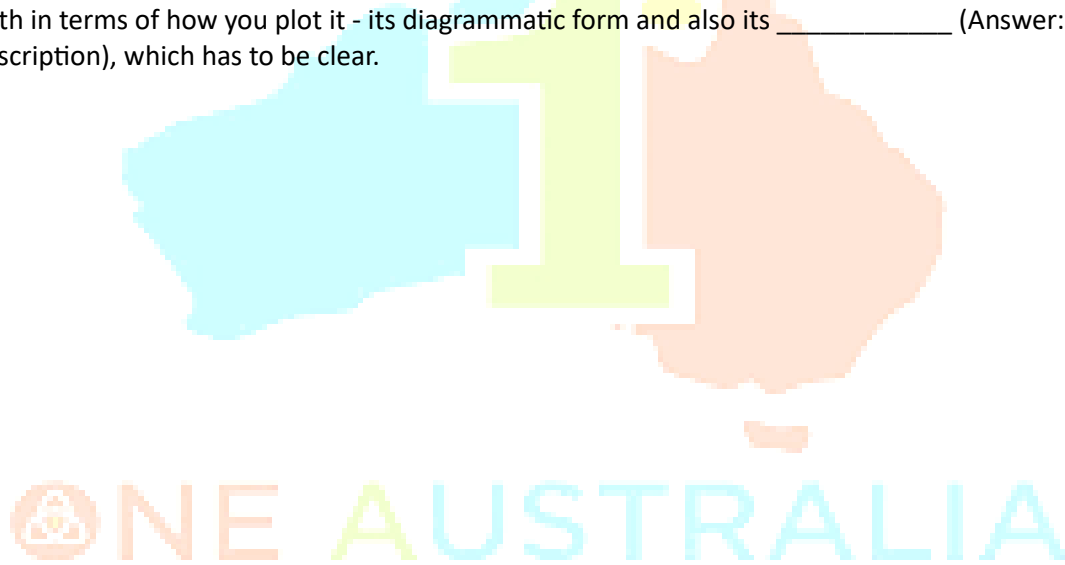 th in terms of how you plot it - its diagrammatic form and also its ____________ (Answer:
scription), which has to be clear.
1
ONE AUSTRALIA